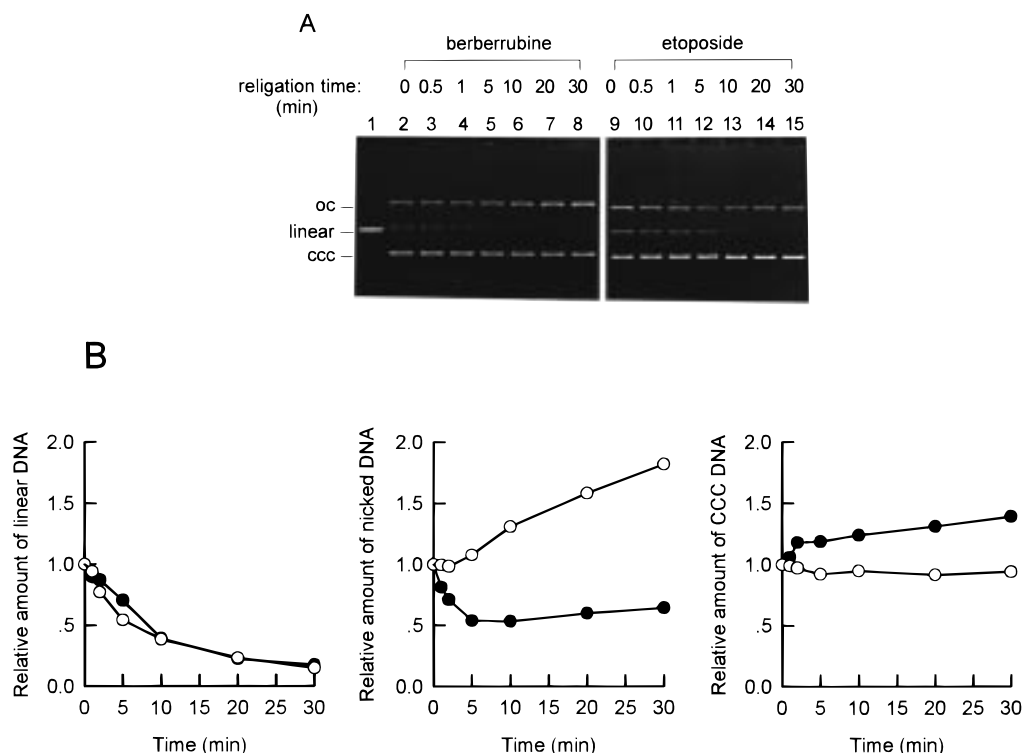 A
berberrubine etoposide
religation time: 0 0.5 1 5 10 20 30 0 0.5 1 5 10 20 30
(min)
1 2 3 4 5 6 7 8 9 10 11 12 13 14 15
oc
linear
ccc
B
Relative amount of linear DNA
2.0
1.5
1.0
.5
0.0
0 5 10 15 20 25 30
Time (min)
Relative amount of nicked DNA
2.0
1.5
1.0
.5
0.0
0 5 10 15 20 25 30
Time (min)
Relative amount of CCC DNA
2.0
1.5
1.0
.5
0.0
0 5 10 15 20 25 30
Time (min)